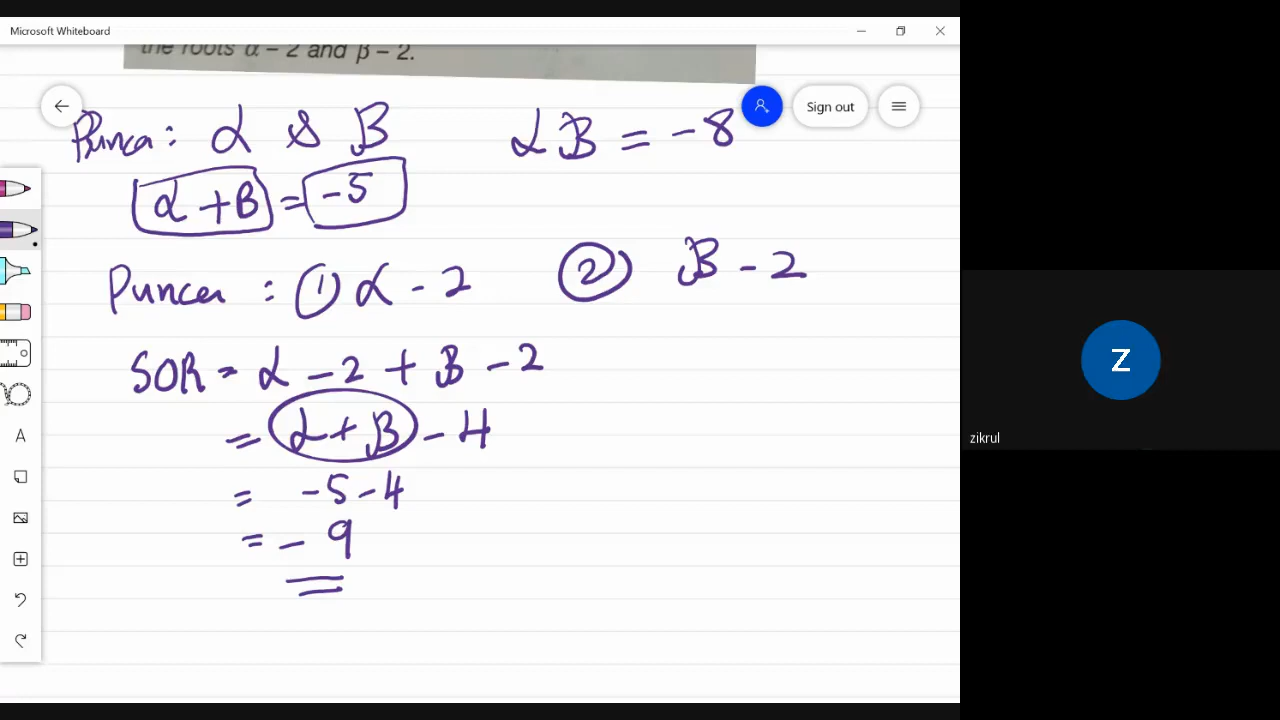 Microsoft Whiteboard
the roots α – 2 and β – 2.
Sign out
Punca : α & β
αβ = -8
α + β = -5
Punca : ① α - 2
② β - 2
SOR = α - 2 + β - 2
= α + β - 4
= -5 - 4
= - 9
A
Z
zikrul